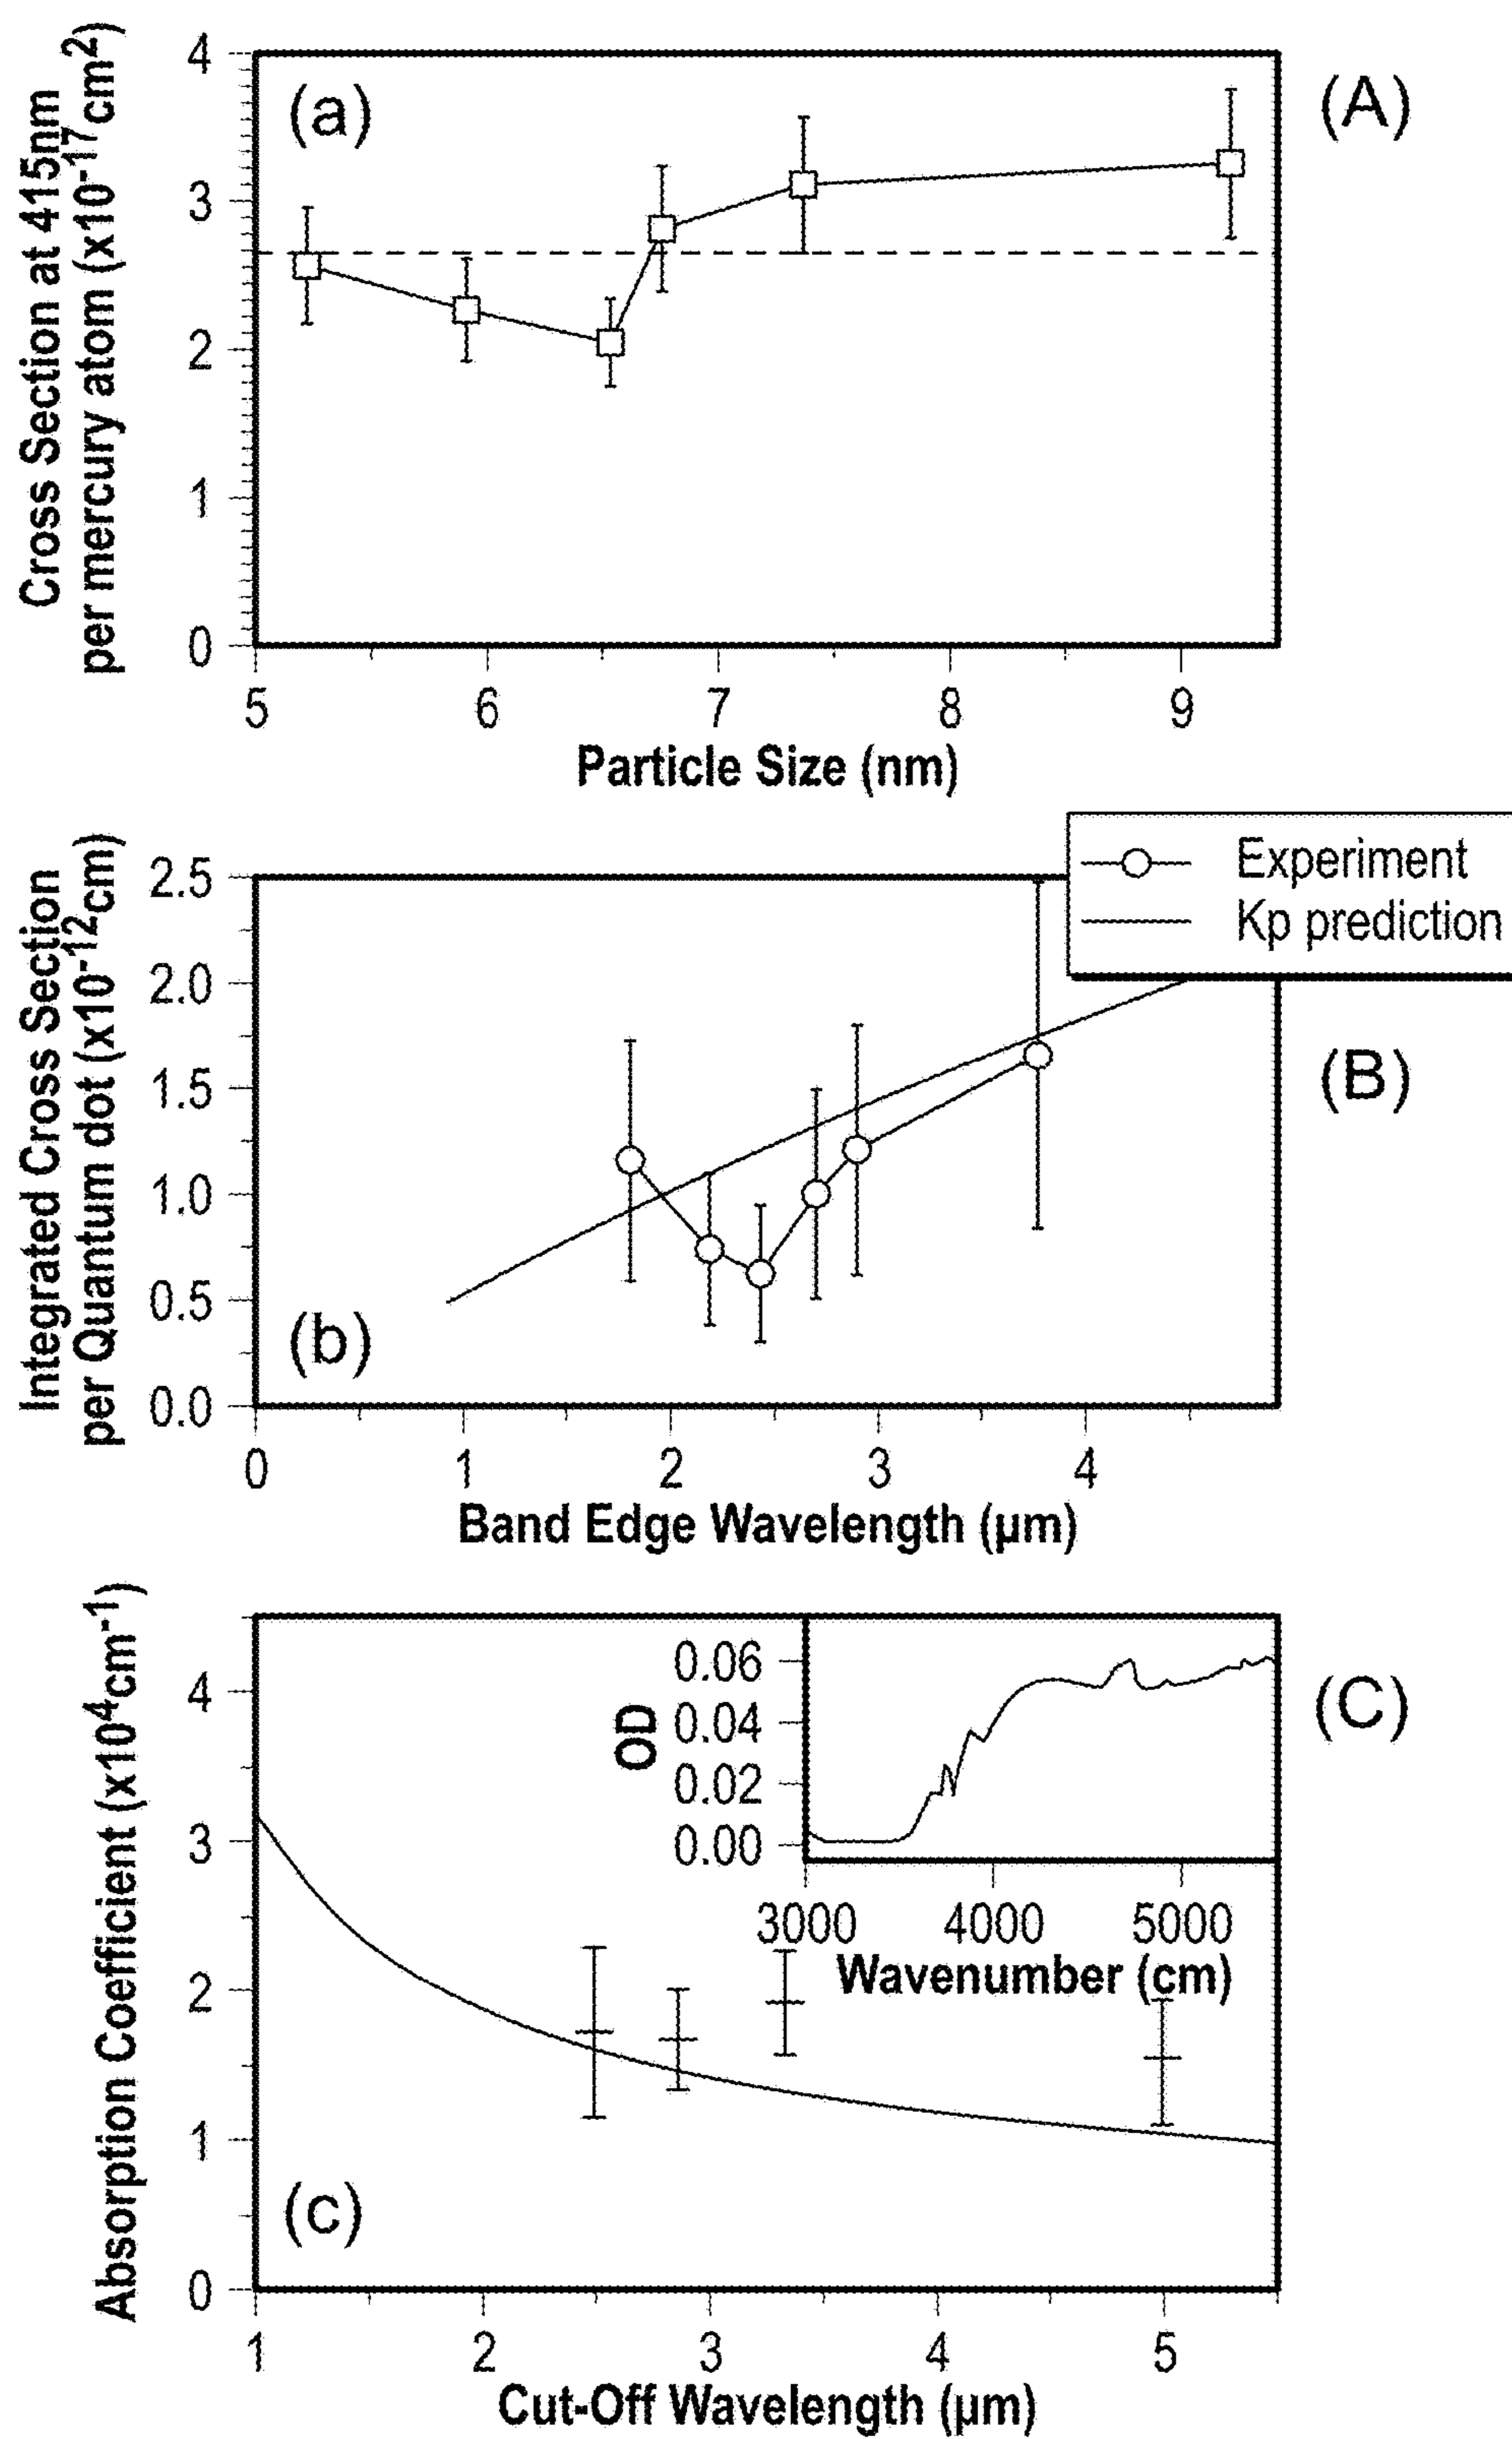 Cross Section at 415nm
per mercury atom (x10-17cm2)
4
3
2
1
0
(a)
(A)
5 6 7 8 9
Particle Size (nm)
Integrated Cross Section
per Quantum dot (x10-12cm)
2.5
2.0
1.5
1.0
0.5
0.0
Experiment
Kp prediction
(b)
(B)
0 1 2 3 4
Band Edge Wavelength (μm)
Absorption Coefficient (x104cm-1)
4
3
2
1
0
OD
0.06
0.04
0.02
0.00
3000 4000 5000
Wavenumber (cm)
(C)
(c)
1 2 3 4 5
Cut-Off Wavelength (μm)